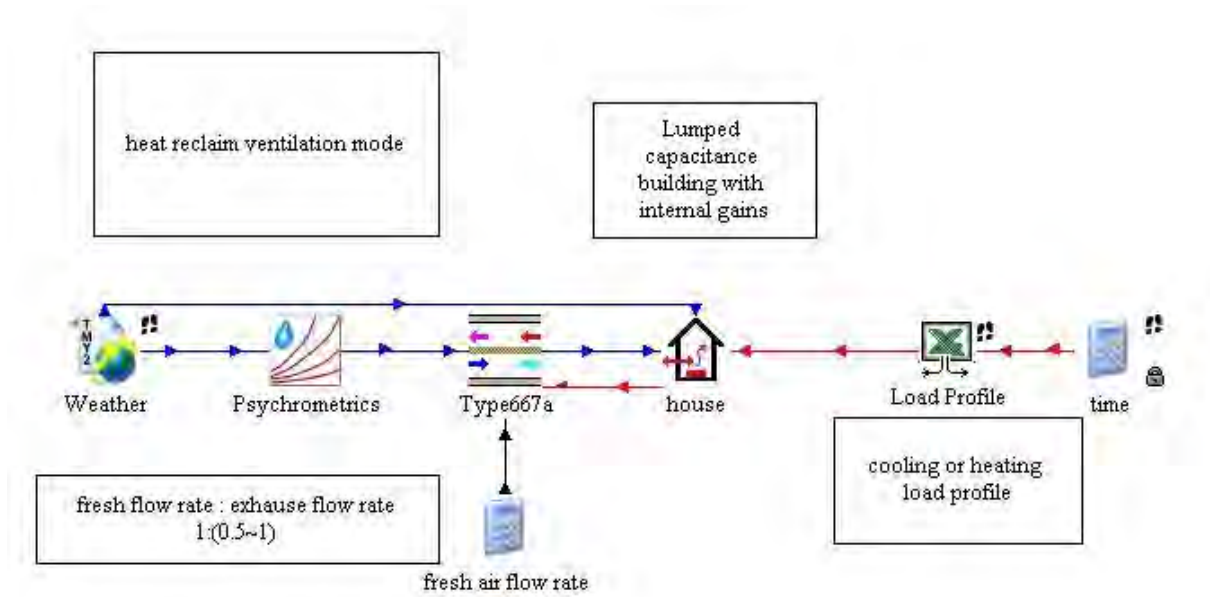 heat reclaim ventilation mode
Lumped
capacitance
building with
internal gains
TMY2
Weather
Psychrometrics
Type667a
house
Load Profile
time
fresh flow rate : exhause flow rate
1:(0.5~1)
cooling or heating
load profile
fresh air flow rate